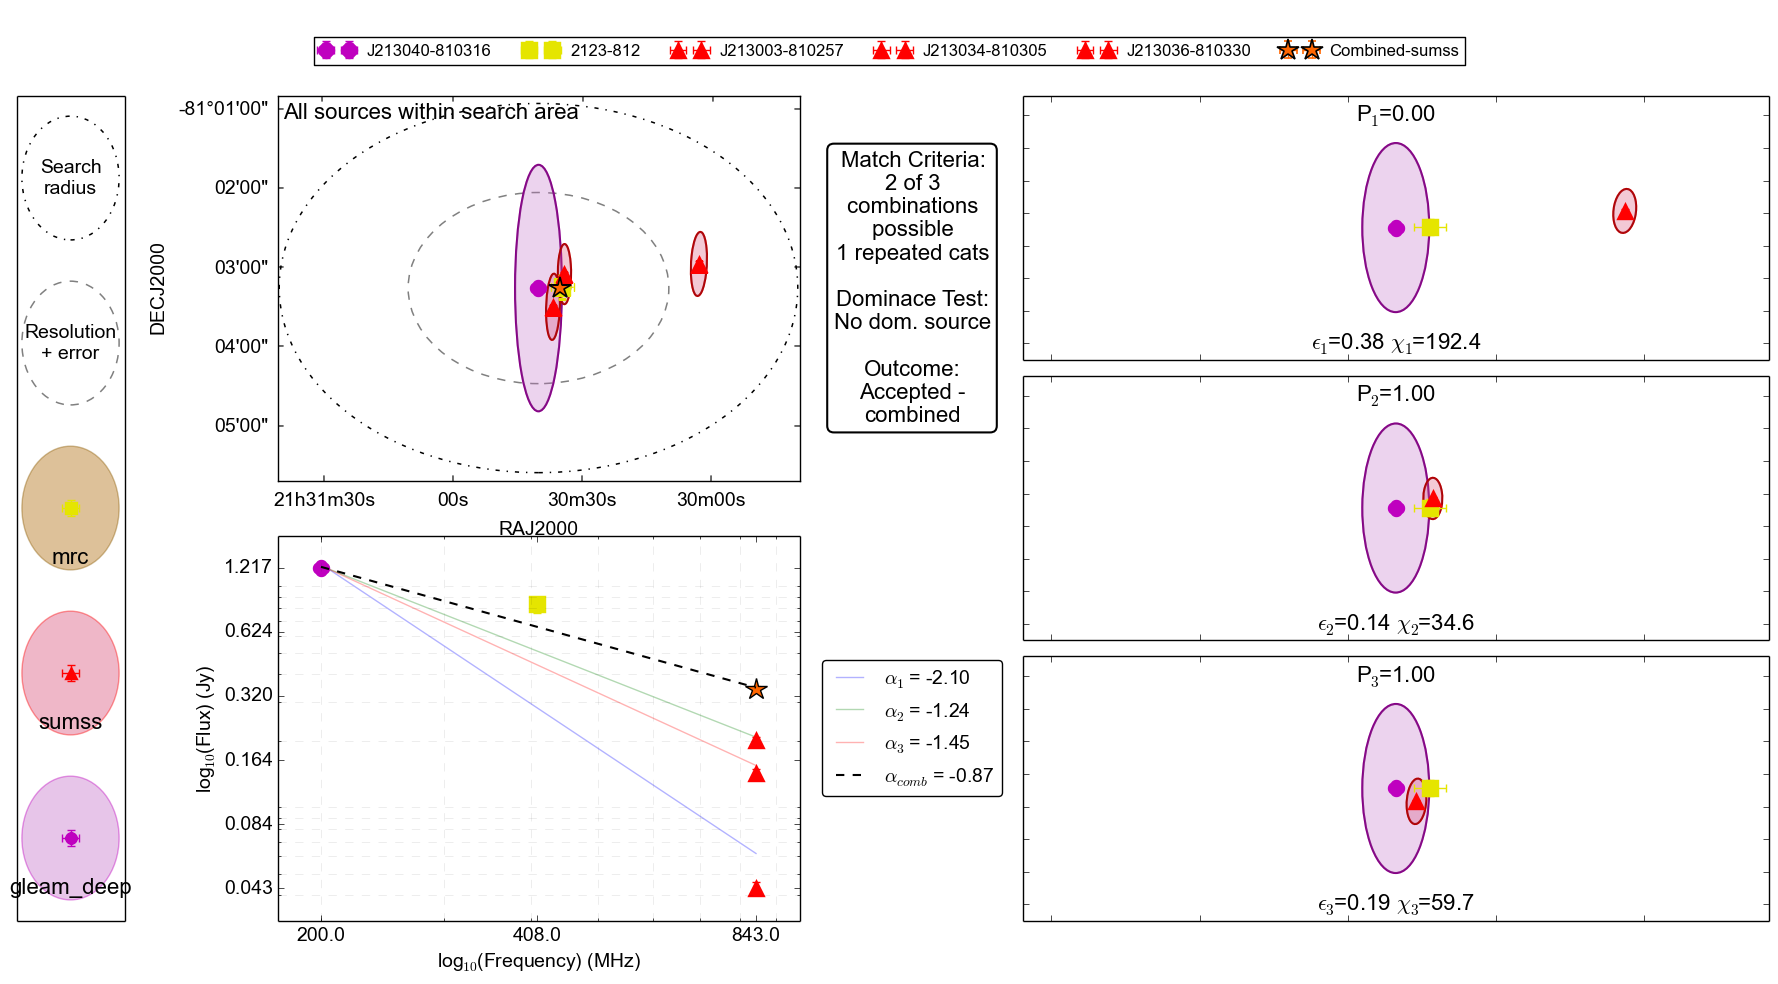 J213040-810316 2123-812 J213003-810257 J213034-810305 J213036-810330 Combined-sumss
Search
radius
Resolution
+ error
mrc
sumss
gleam_deep
All sources within search area
-81°01'00"
02'00"
03'00"
04'00"
05'00"
DECJ2000
21h31m30s 00s 30m30s 30m00s
RAJ2000
Match Criteria:
2 of 3
combinations
possible
1 repeated cats
Dominace Test:
No dom. source
Outcome:
Accepted -
combined
1.217
0.624
0.320
0.164
0.084
0.043
log₁₀(Flux) (Jy)
200.0 408.0 843.0
log₁₀(Frequency) (MHz)
α₁ = -2.10
α₂ = -1.24
α₃ = -1.45
α_comb = -0.87
P₁=0.00
ϵ₁=0.38 χ₁=192.4
P₂=1.00
ϵ₂=0.14 χ₂=34.6
P₃=1.00
ϵ₃=0.19 χ₃=59.7